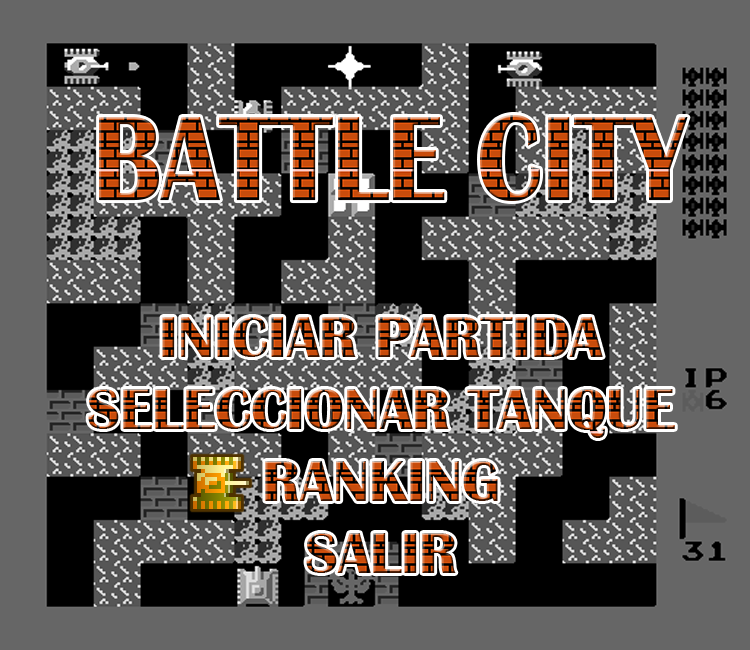 BATTLE CITY
INICIAR PARTIDA
IP
6
SELECCIONAR TANQUE
RANKING
SALIR
31